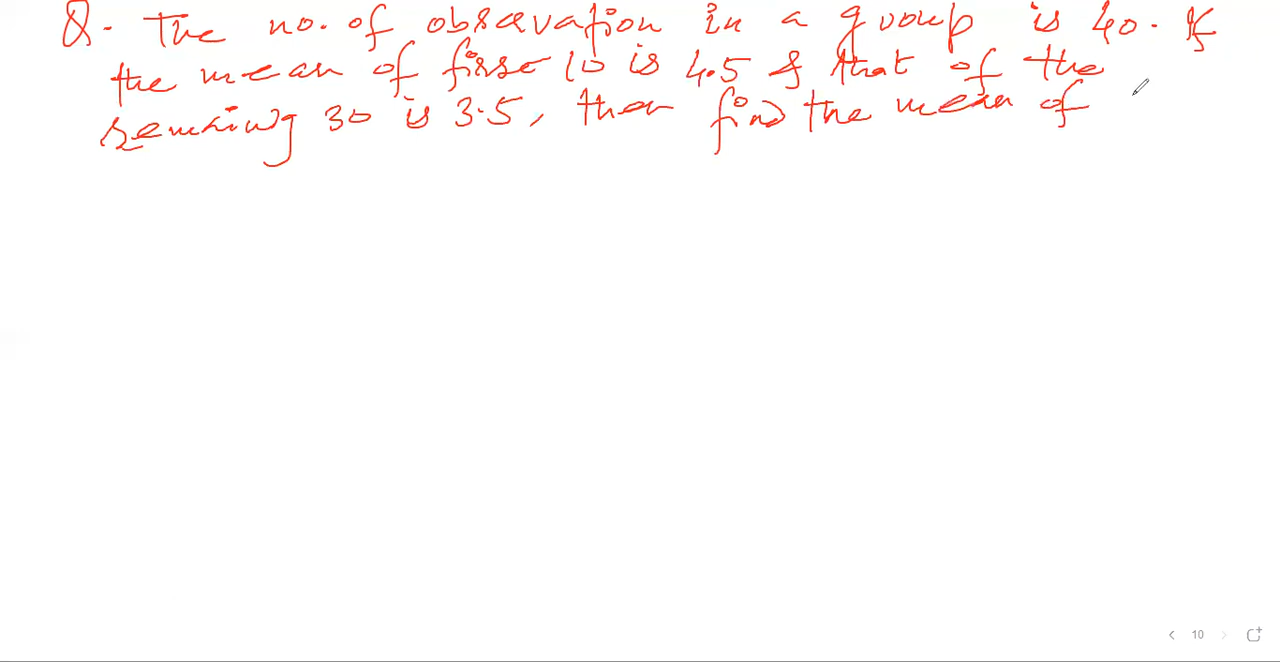 Q. The no. of observation in a group is 40. If
the mean of first 10 is 4.5 & that of the
remaining 30 is 3.5, then find the mean of
10